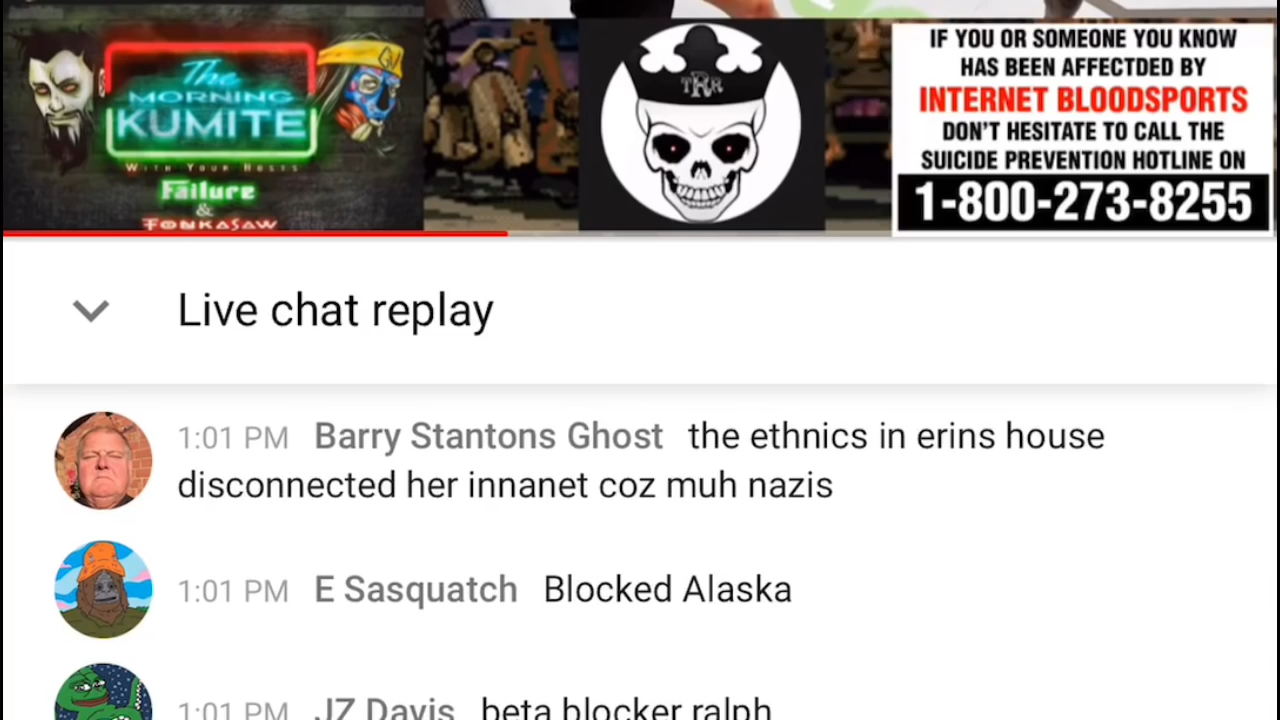 The
MORNING
KUMITE
With Your Hosts
Failure
&
TONKASAW
TRR
IF YOU OR SOMEONE YOU KNOW
HAS BEEN AFFECTDED BY
INTERNET BLOODSPORTS
DON'T HESITATE TO CALL THE
SUICIDE PREVENTION HOTLINE ON
1-800-273-8255
Live chat replay
1:01 PM Barry Stantons Ghost the ethnics in erins house
disconnected her innanet coz muh nazis
1:01 PM E Sasquatch Blocked Alaska
1:01 PM JZ Davis beta blocker ralph